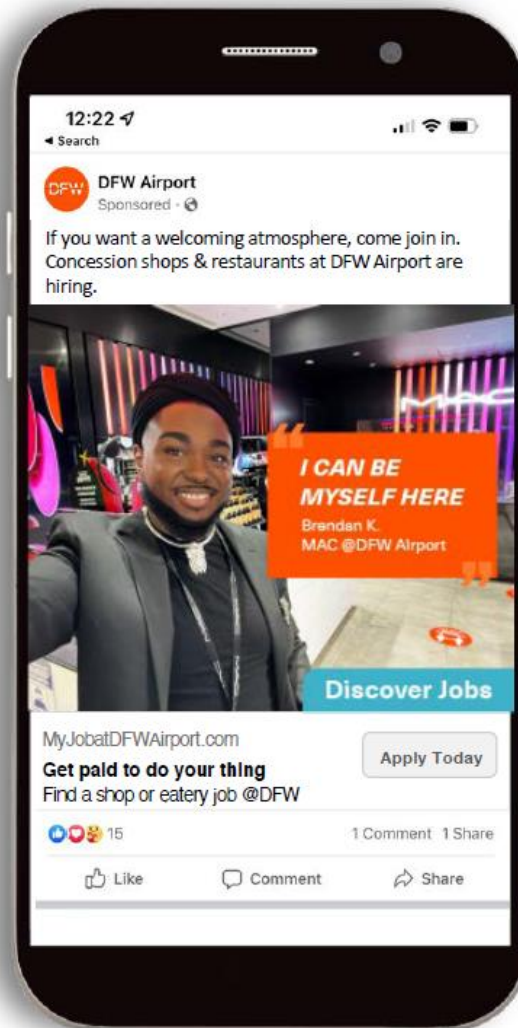 12:22
◄ Search
DFW
DFW Airport
Sponsored ·
If you want a welcoming atmosphere, come join in.
Concession shops & restaurants at DFW Airport are
hiring.
MAC
“
I CAN BE
MYSELF HERE
Brendan K.
MAC @DFW Airport
”
Discover Jobs
MyJobatDFWAirport.com
Get paid to do your thing
Find a shop or eatery job @DFW
Apply Today
15
1 Comment 1 Share
Like
Comment
Share